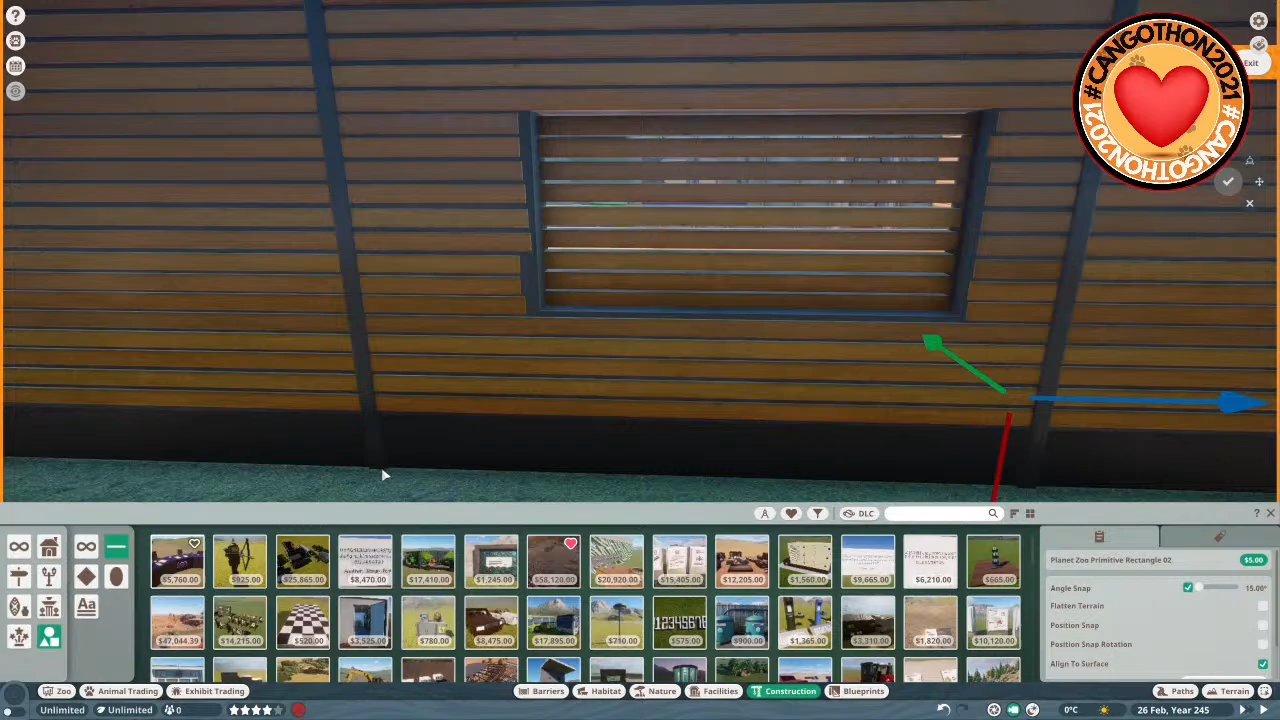 #CANGOTHON2021
#CANGOTHON2021
Exit
DLC
$5,760.00
$925.00
$25,865.00
$8,470.00
$17,410.00
$1,245.00
$58,120.00
$20,920.00
$15,405.00
$12,205.00
$1,560.00
$9,665.00
$6,210.00
$665.00
Planet Zoo Primitive Rectangle 02
$5.00
Angle Snap
15.00°
Flatten Terrain
Aa
$47,044.39
$14,215.00
$520.00
$3,525.00
$780.00
$8,475.00
$17,895.00
$710.00
$575.00
$900.00
$1,365.00
$3,310.00
$1,820.00
$10,120.00
Position Snap
Position Snap Rotation
Align To Surface
Zoo
Animal Trading
Exhibit Trading
Barriers
Habitat
Nature
Facilities
Construction
Blueprints
Paths
Terrain
Unlimited
Unlimited
0
0°C
26 Feb, Year 245